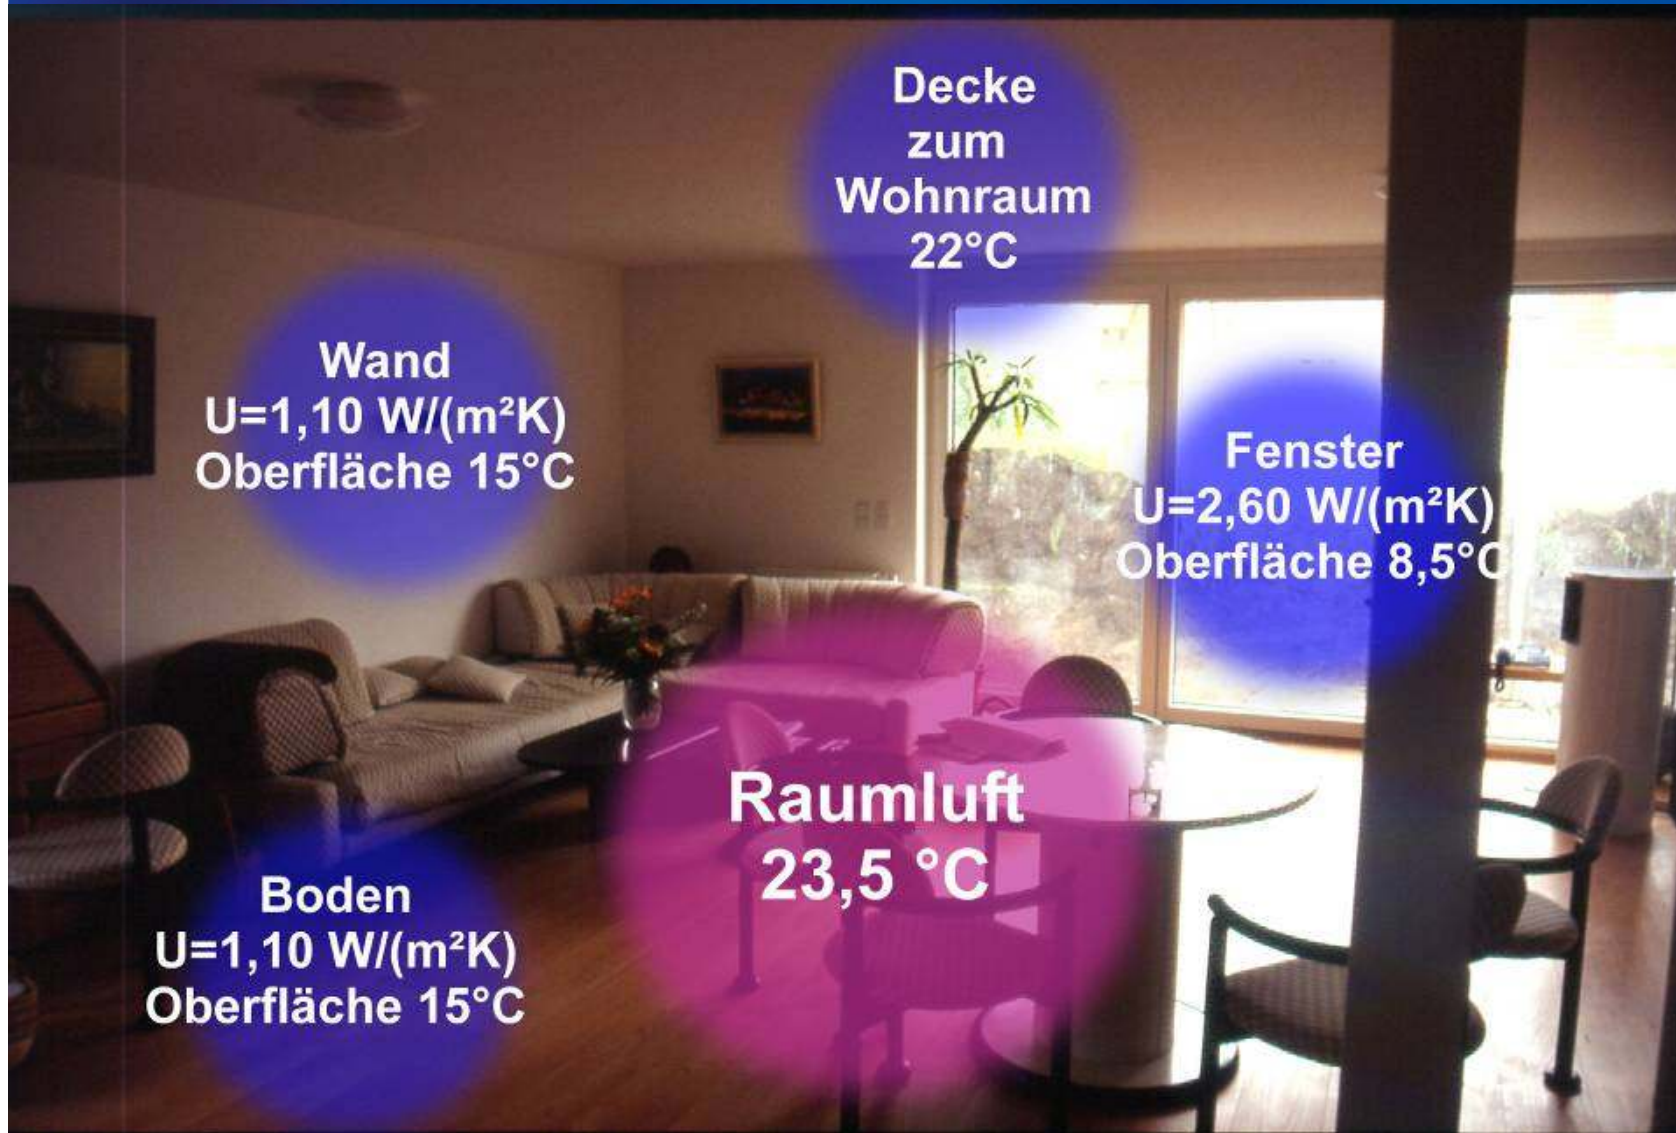 Decke
zum
Wohnraum
22°C
Wand
U=1,10 W/(m²K)
Oberfläche 15°C
Fenster
U=2,60 W/(m²K)
Oberfläche 8,5°C
Raumluft
23,5 °C
Boden
U=1,10 W/(m²K)
Oberfläche 15°C